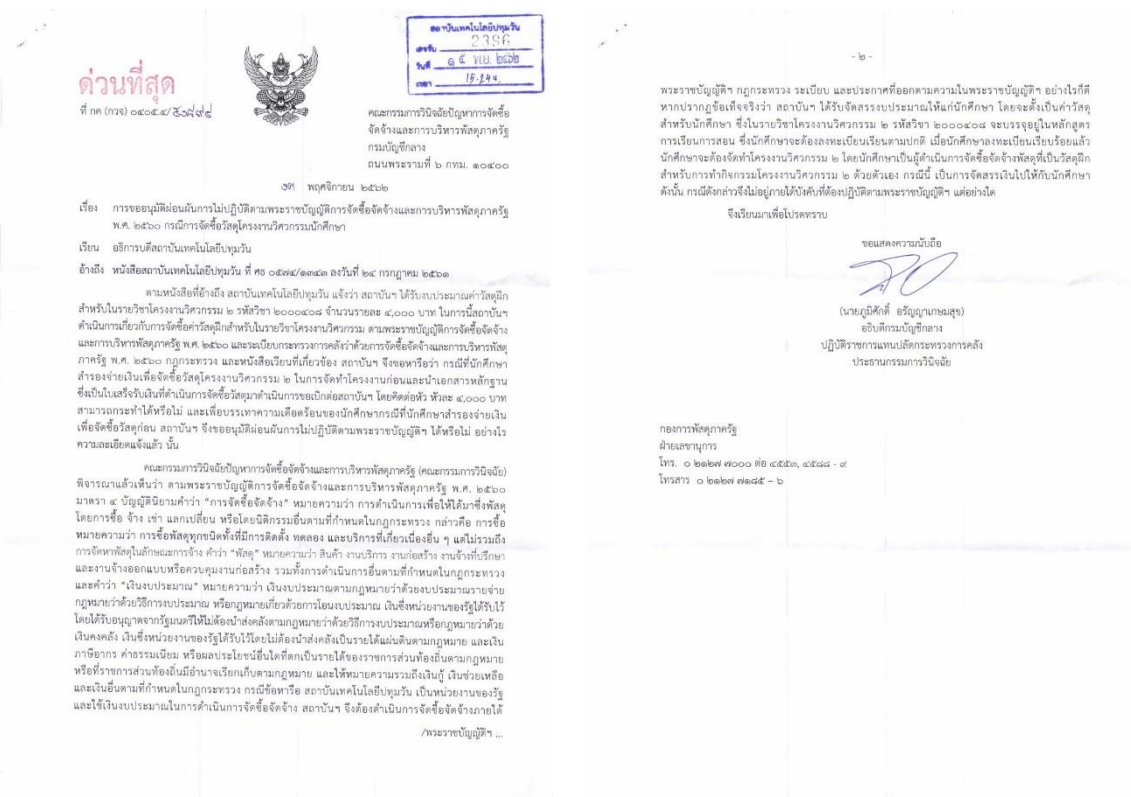 สถาบันเทคโนโลยีปทุมวัน
เลขรับ 2396
วันที่ ๑๕ พ.ย. ๒๕๖๒
เวลา 15.24น.
ด่วนที่สุด
ที่ กค (กวจ) ๐๔๐๕.๔/
คณะกรรมการวินิจฉัยปัญหาการจัดซื้อ
จัดจ้างและการบริหารพัสดุภาครัฐ
กรมบัญชีกลาง
ถนนพระรามที่ ๖ กทม. ๑๐๔๐๐
๑๓ พฤศจิกายน ๒๕๖๒
เรื่อง การขออนุมัติผ่อนผันการไม่ปฏิบัติตามพระราชบัญญัติการจัดซื้อจัดจ้างและการบริหารพัสดุภาครัฐ
พ.ศ. ๒๕๖๐ กรณีการจัดซื้อวัสดุโครงงานวิศวกรรมนักศึกษา
เรียน อธิการบดีสถาบันเทคโนโลยีปทุมวัน
อ้างถึง หนังสือสถาบันเทคโนโลยีปทุมวัน ที่ ศธ ๐๕๗๔/๑๓๔๓ ลงวันที่ ๒๔ กรกฎาคม ๒๕๖๑
ตามหนังสือที่อ้างถึง สถาบันเทคโนโลยีปทุมวัน แจ้งว่า สถาบันฯ ได้รับงบประมาณค่าวัสดุฝึก
สำหรับในรายวิชาโครงงานวิศวกรรม ๒ รหัสวิชา ๒๐๐๐๔๐๘ จำนวนรายละ ๔,๐๐๐ บาท ในการนี้สถาบันฯ
ดำเนินการเกี่ยวกับการจัดซื้อค่าวัสดุฝึกสำหรับในรายวิชาโครงงานวิศวกรรม ตามพระราชบัญญัติการจัดซื้อจัดจ้าง
และการบริหารพัสดุภาครัฐ พ.ศ. ๒๕๖๐ และระเบียบกระทรวงการคลังว่าด้วยการจัดซื้อจัดจ้างและการบริหารพัสดุ
ภาครัฐ พ.ศ. ๒๕๖๐ กฎกระทรวง และหนังสือเวียนที่เกี่ยวข้อง สถาบันฯ จึงขอหารือว่า กรณีที่นักศึกษา
สำรองจ่ายเงินเพื่อจัดซื้อวัสดุโครงงานวิศวกรรม ๒ ในการจัดทำโครงงานก่อนและนำเอกสารหลักฐาน
ซึ่งเป็นใบเสร็จรับเงินที่ดำเนินการจัดซื้อวัสดุมาดำเนินการขอเบิกต่อสถาบันฯ โดยคิดต่อหัว หัวละ ๔,๐๐๐ บาท
สามารถกระทำได้หรือไม่ และเพื่อบรรเทาความเดือดร้อนของนักศึกษากรณีที่นักศึกษาสำรองจ่ายเงิน
เพื่อจัดซื้อวัสดุก่อน สถาบันฯ จึงขออนุมัติผ่อนผันการไม่ปฏิบัติตามพระราชบัญญัติฯ ได้หรือไม่ อย่างไร
ความละเอียดแจ้งแล้ว นั้น
คณะกรรมการวินิจฉัยปัญหาการจัดซื้อจัดจ้างและการบริหารพัสดุภาครัฐ (คณะกรรมการวินิจฉัย)
พิจารณาแล้วเห็นว่า ตามพระราชบัญญัติการจัดซื้อจัดจ้างและการบริหารพัสดุภาครัฐ พ.ศ. ๒๕๖๐
มาตรา ๔ บัญญัตินิยามคำว่า "การจัดซื้อจัดจ้าง" หมายความว่า การดำเนินการเพื่อให้ได้มาซึ่งพัสดุ
โดยการซื้อ จ้าง เช่า แลกเปลี่ยน หรือโดยนิติกรรมอื่นตามที่กำหนดในกฎกระทรวง กล่าวคือ การซื้อ
หมายความว่า การซื้อพัสดุทุกชนิดทั้งที่มีการติดตั้ง ทดลอง และบริการที่เกี่ยวเนื่องอื่น ๆ แต่ไม่รวมถึง
การจัดหาพัสดุในลักษณะการจ้าง คำว่า "พัสดุ" หมายความว่า สินค้า งานบริการ งานก่อสร้าง งานจ้างที่ปรึกษา
และงานจ้างออกแบบหรือควบคุมงานก่อสร้าง รวมทั้งการดำเนินการอื่นตามที่กำหนดในกฎกระทรวง
และคำว่า "เงินงบประมาณ" หมายความว่า เงินงบประมาณตามกฎหมายว่าด้วยงบประมาณรายจ่าย
กฎหมายว่าด้วยวิธีการงบประมาณ หรือกฎหมายเกี่ยวด้วยการโอนงบประมาณ เงินซึ่งหน่วยงานของรัฐได้รับไว้
โดยได้รับอนุญาตจากรัฐมนตรีให้ไม่ต้องนำส่งคลังตามกฎหมายว่าด้วยวิธีการงบประมาณหรือกฎหมายว่าด้วย
เงินคงคลัง เงินซึ่งหน่วยงานของรัฐได้รับไว้โดยไม่ต้องนำส่งคลังเป็นรายได้แผ่นดินตามกฎหมาย และเงิน
ภาษีอากร ค่าธรรมเนียม หรือผลประโยชน์อื่นใดที่ตกเป็นรายได้ของราชการส่วนท้องถิ่นตามกฎหมาย
หรือที่ราชการส่วนท้องถิ่นมีอำนาจเรียกเก็บตามกฎหมาย และให้หมายความรวมถึงเงินกู้ เงินช่วยเหลือ
และเงินอื่นตามที่กำหนดในกฎกระทรวง กรณีข้อหารือ สถาบันเทคโนโลยีปทุมวัน เป็นหน่วยงานของรัฐ
และใช้เงินงบประมาณในการดำเนินการจัดซื้อจัดจ้าง สถาบันฯ จึงต้องดำเนินการจัดซื้อจัดจ้างภายใต้
/พระราชบัญญัติฯ ...
- ๒ -
พระราชบัญญัติฯ กฎกระทรวง ระเบียบ และประกาศที่ออกตามความในพระราชบัญญัติฯ อย่างไรก็ดี
หากปรากฏข้อเท็จจริงว่า สถาบันฯ ได้รับจัดสรรงบประมาณให้แก่นักศึกษา โดยจะตั้งเป็นค่าวัสดุ
สำหรับนักศึกษา ซึ่งในรายวิชาโครงงานวิศวกรรม ๒ รหัสวิชา ๒๐๐๐๔๐๘ จะบรรจุอยู่ในหลักสูตร
การเรียนการสอน ซึ่งนักศึกษาจะต้องลงทะเบียนเรียนตามปกติ เมื่อนักศึกษาลงทะเบียนเรียบร้อยแล้ว
นักศึกษาจะต้องจัดทำโครงงานวิศวกรรม ๒ โดยนักศึกษาเป็นผู้ดำเนินการจัดซื้อจัดจ้างพัสดุที่เป็นวัสดุฝึก
สำหรับการทำกิจกรรมโครงงานวิศวกรรม ๒ ด้วยตัวเอง กรณีนี้ เป็นการจัดสรรเงินไปให้กับนักศึกษา
ดังนั้น กรณีดังกล่าวจึงไม่อยู่ภายใต้บังคับที่ต้องปฏิบัติตามพระราชบัญญัติฯ แต่อย่างใด
จึงเรียนมาเพื่อโปรดทราบ
ขอแสดงความนับถือ
(นายภูมิศักดิ์ อรัญญาเกษมสุข)
อธิบดีกรมบัญชีกลาง
ปฏิบัติราชการแทนปลัดกระทรวงการคลัง
ประธานกรรมการวินิจฉัย
กองการพัสดุภาครัฐ
ฝ่ายเลขานุการ
โทร. ๐ ๒๑๒๗ ๗๐๐๐ ต่อ ๔๕๕๓, ๔๕๘๘ - ๙
โทรสาร ๐ ๒๑๒๗ ๗๑๘๕ – ๖